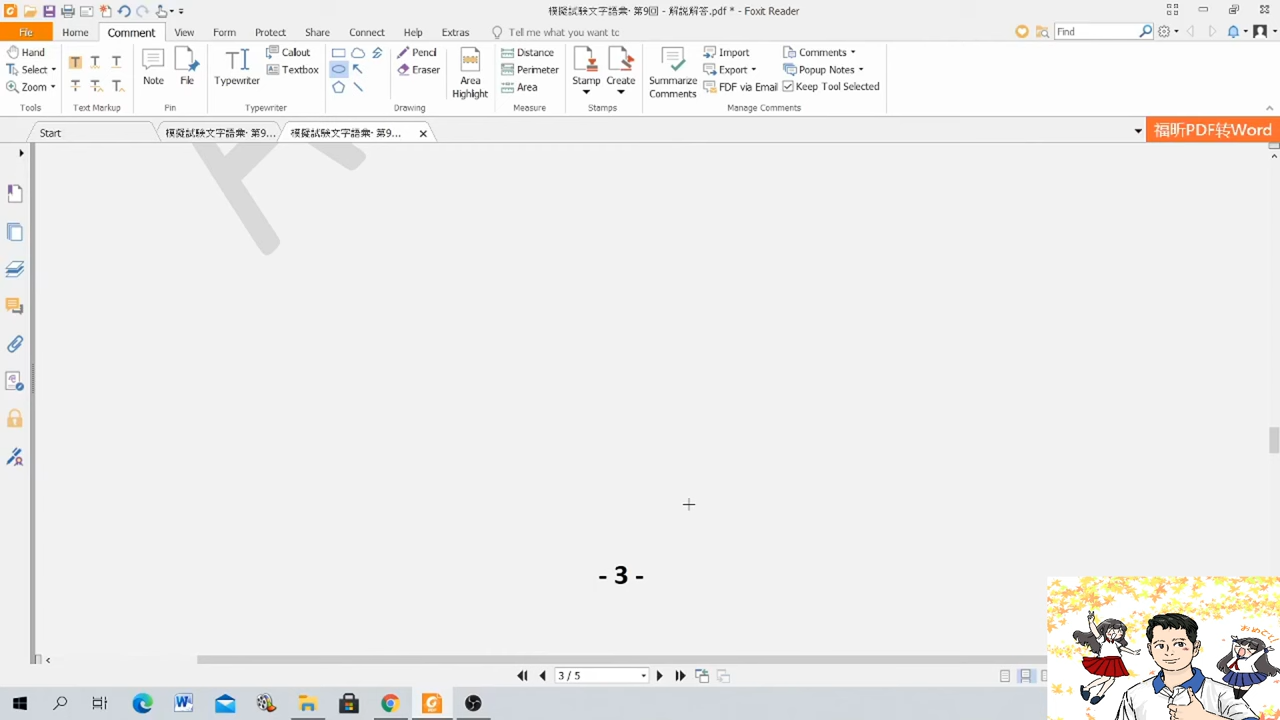 模擬試験文字語彙- 第9回 - 解説解答.pdf * - Foxit Reader
File Home Comment View Form Protect Share Connect Help Extras Tell me what you want to Find
Hand Select Zoom Tools
Text Markup
Note File Pin
Typewriter Callout Textbox Typewriter
Pencil Eraser Drawing
Area Highlight
Distance Perimeter Area Measure
Stamp Create Stamps
Summarize Comments Import Export FDF via Email Comments Popup Notes Keep Tool Selected Manage Comments
Start 模擬試験文字語彙- 第9... 模擬試験文字語彙- 第9... 福昕PDF转Word
- 3 -
おめでとう!
3 / 5